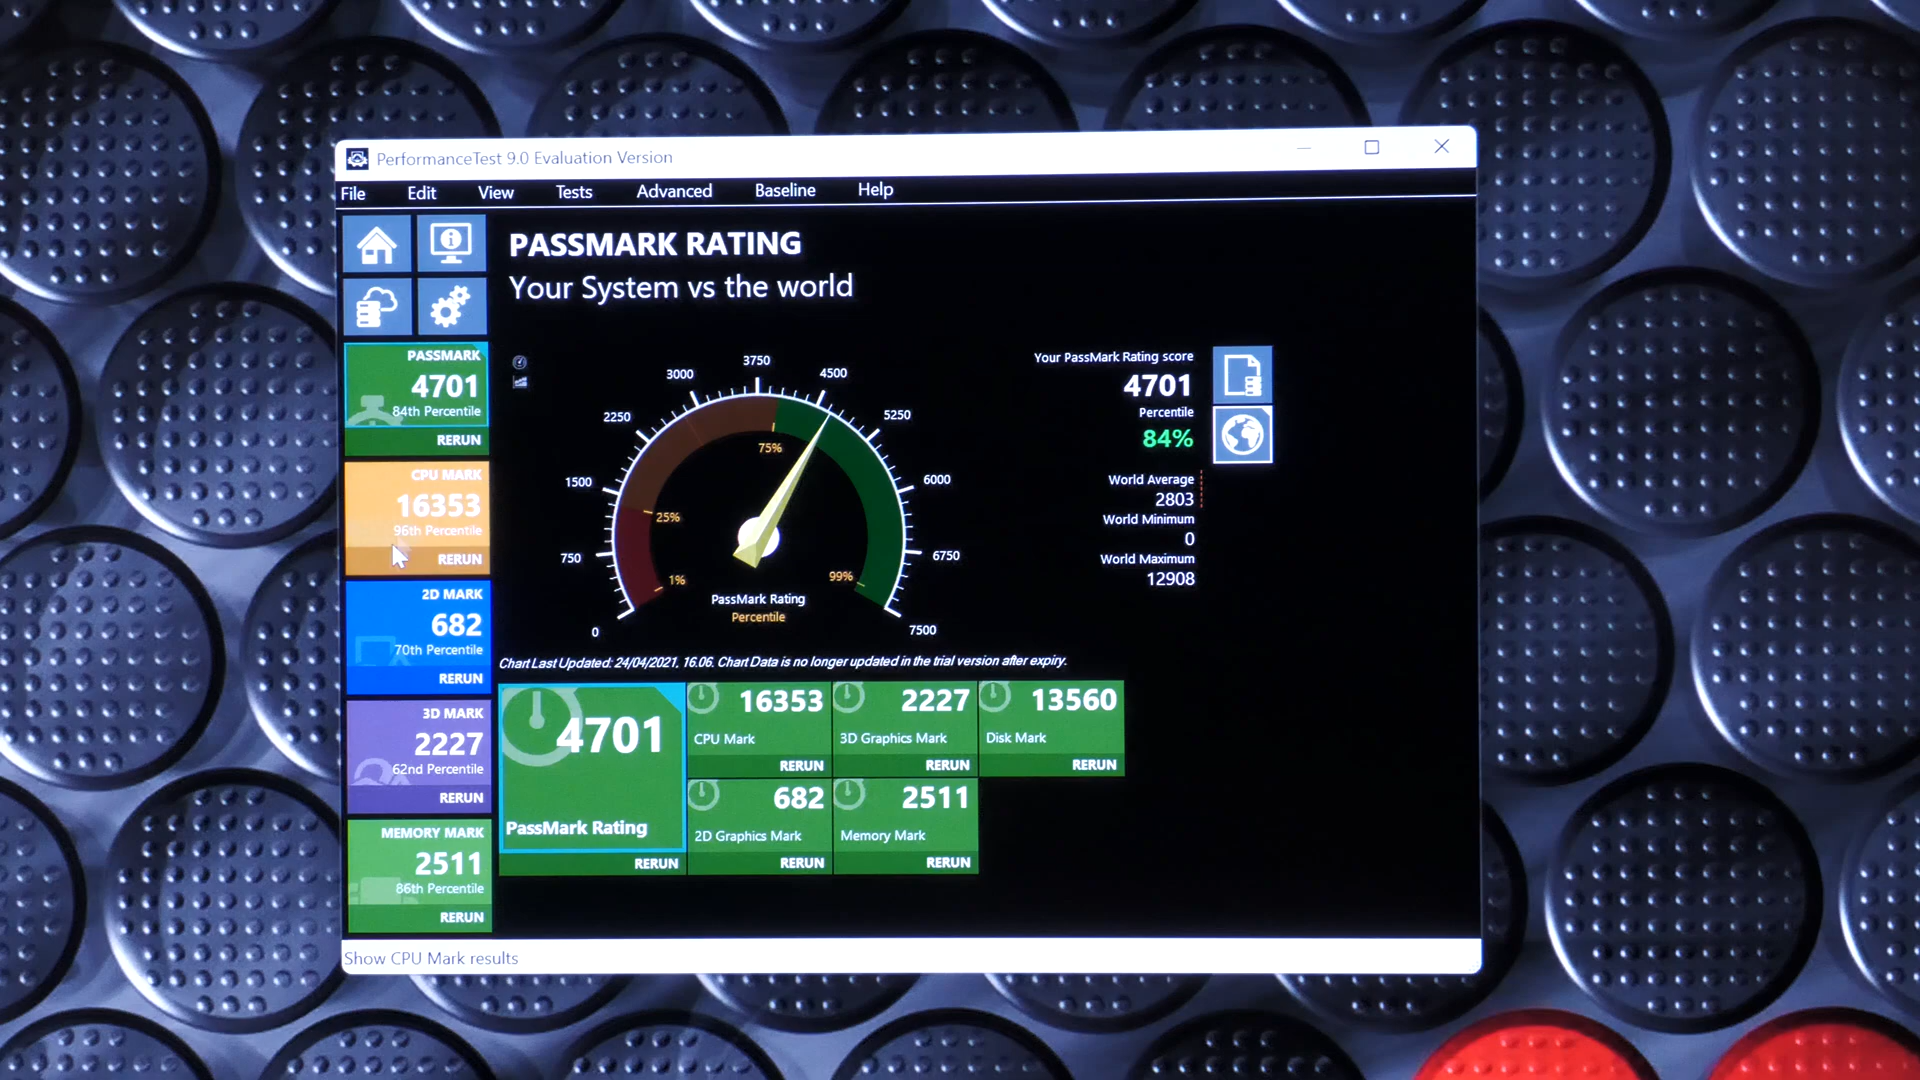 PerformanceTest 9.0 Evaluation Version
File Edit View Tests Advanced Baseline Help
PASSMARK RATING
Your System vs the world
PASSMARK
4701
84th Percentile
RERUN
CPU MARK
16353
96th Percentile
RERUN
2D MARK
682
70th Percentile
RERUN
3D MARK
2227
62nd Percentile
RERUN
MEMORY MARK
2511
86th Percentile
RERUN
0
750
1500
2250
3000
3750
4500
5250
6000
6750
7500
1%
25%
75%
99%
PassMark Rating
Percentile
Your PassMark Rating score
4701
Percentile
84%
World Average
2803
World Minimum
0
World Maximum
12908
Chart Last Updated: 24/04/2021, 16.06. Chart Data is no longer updated in the trial version after expiry.
4701
PassMark Rating
RERUN
16353
CPU Mark
RERUN
2227
3D Graphics Mark
RERUN
13560
Disk Mark
RERUN
682
2D Graphics Mark
RERUN
2511
Memory Mark
RERUN
Show CPU Mark results